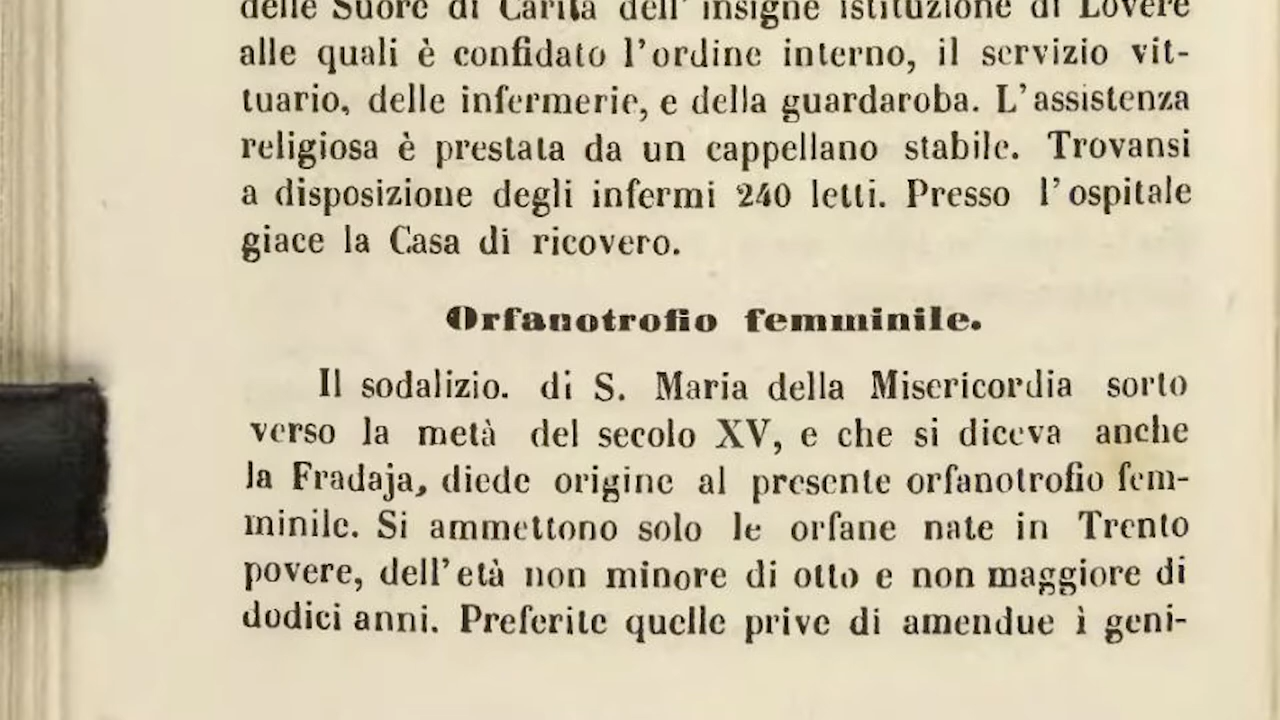 delle Suore di Carità dell' insigne istituzione di Lovere
alle quali è confidato l'ordine interno, il servizio vit-
tuario, delle infermerie, e della guardaroba. L'assistenza
religiosa è prestata da un cappellano stabile. Trovansi
a disposizione degli infermi 240 letti. Presso l'ospitale
giace la Casa di ricovero.
Orfanotrofio femminile.
Il sodalizio. di S. Maria della Misericordia sorto
verso la metà del secolo XV, e che si diceva anche
la Fradaja, diede origine al presente orfanotrofio fem-
minile. Si ammettono solo le orfane nate in Trento
povere, dell'età non minore di otto e non maggiore di
dodici anni. Preferite quelle prive di amendue ì geni-